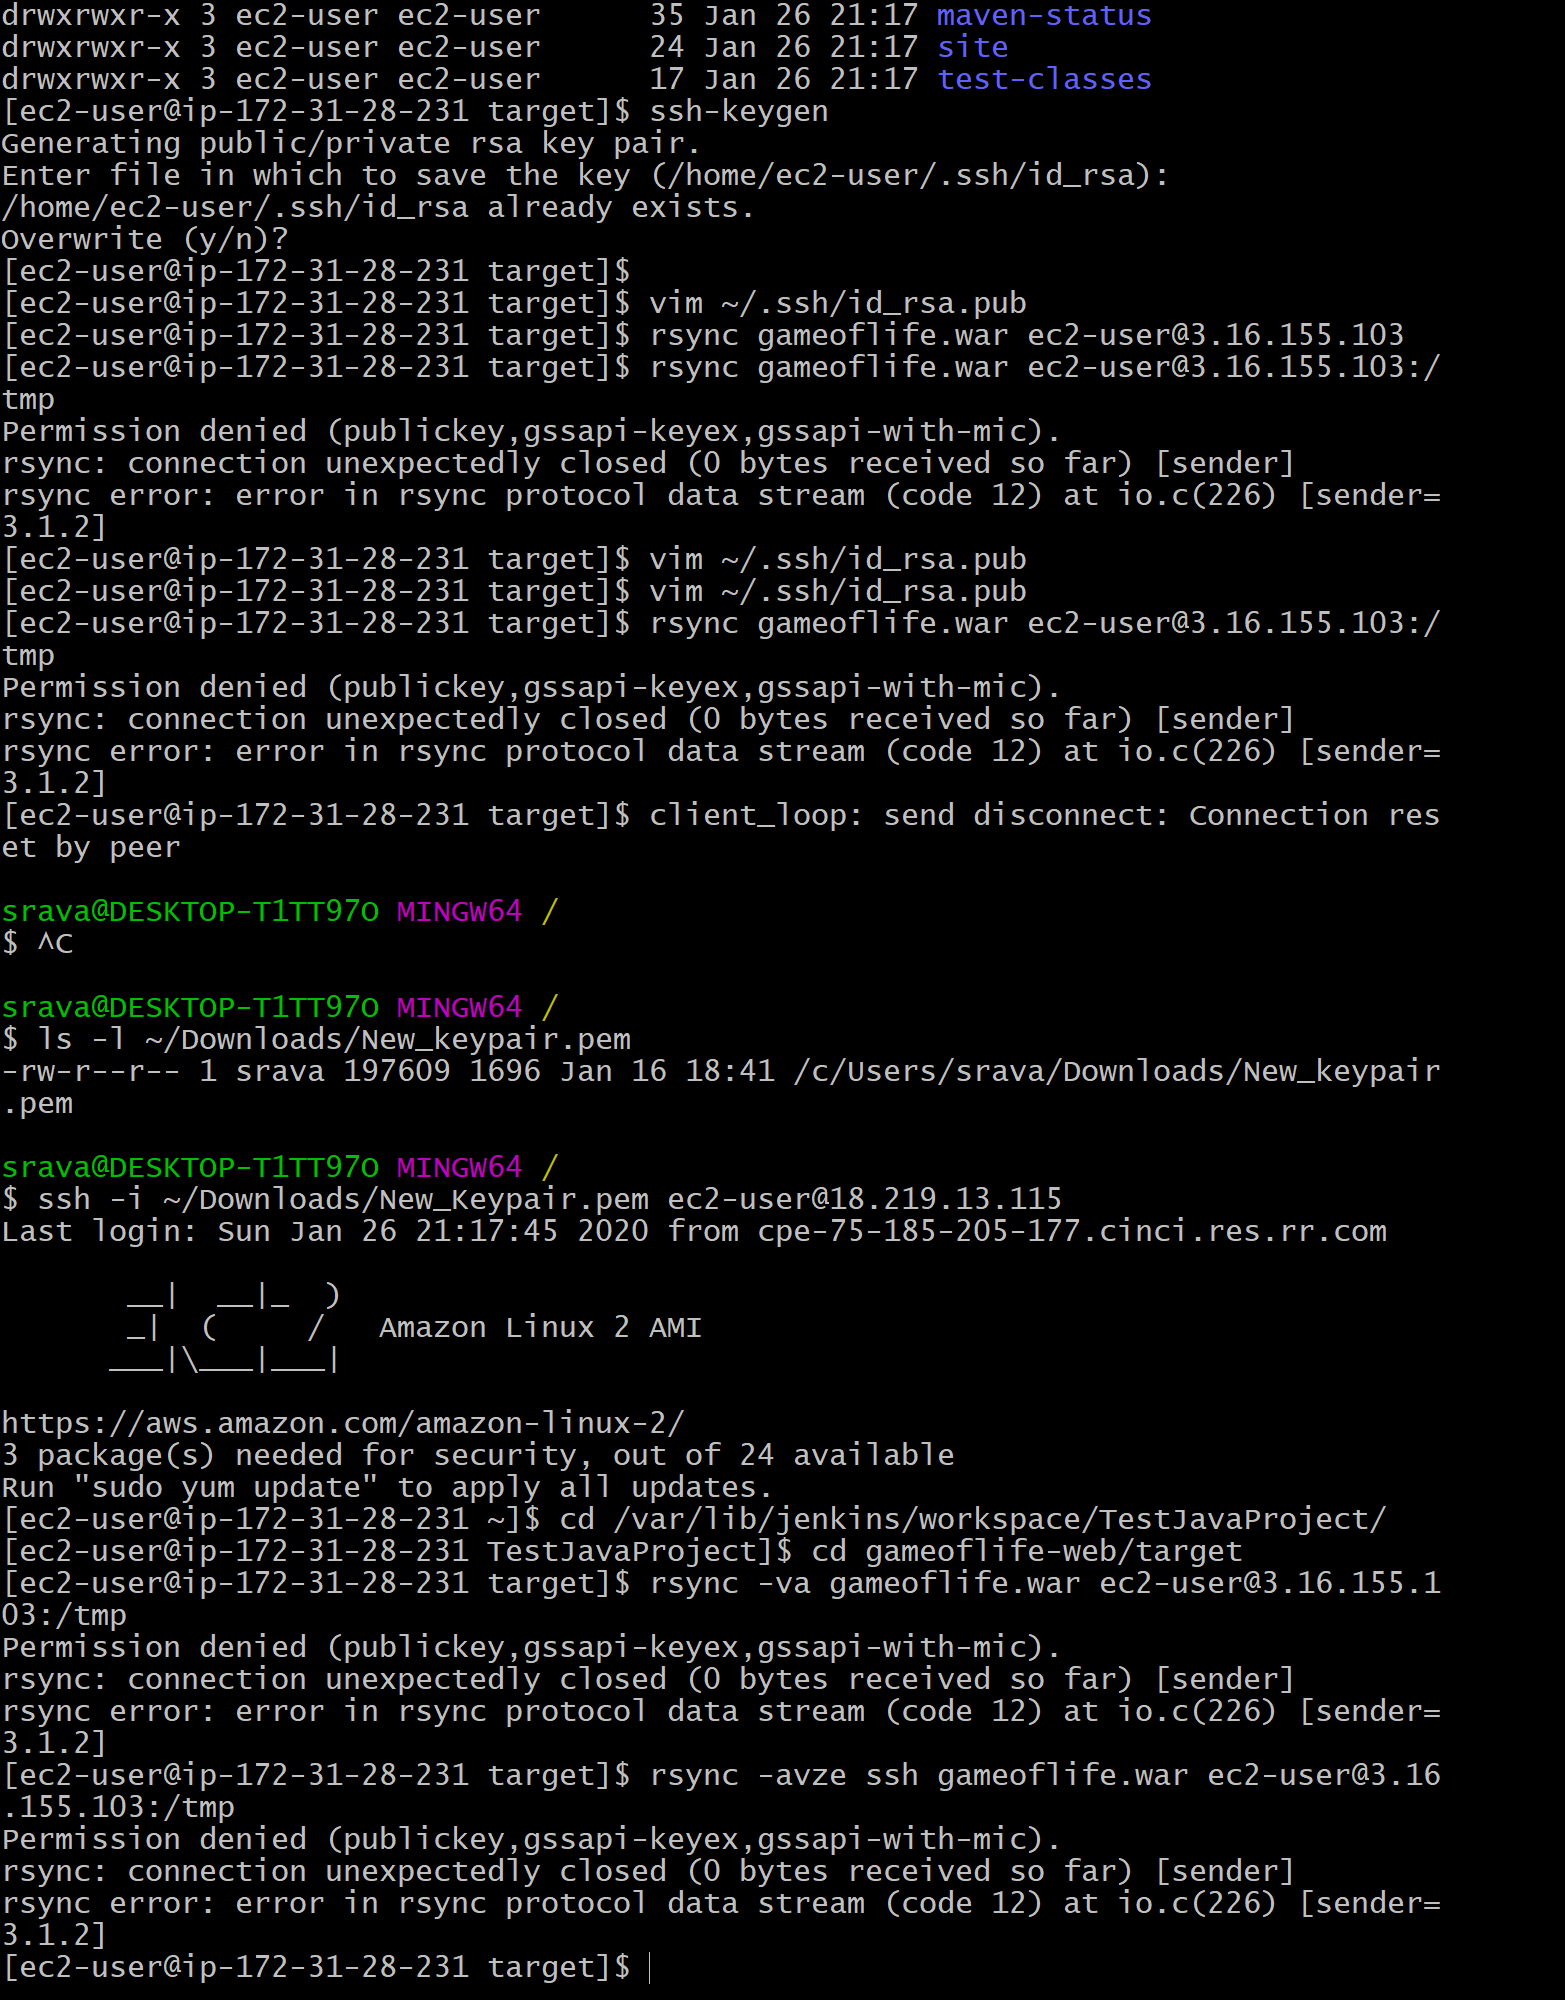 drwxrwxr-x 3 ec2-user ec2-user      35 Jan 26 21:17 maven-status
drwxrwxr-x 3 ec2-user ec2-user      24 Jan 26 21:17 site
drwxrwxr-x 3 ec2-user ec2-user      17 Jan 26 21:17 test-classes
[ec2-user@ip-172-31-28-231 target]$ ssh-keygen
Generating public/private rsa key pair.
Enter file in which to save the key (/home/ec2-user/.ssh/id_rsa):
/home/ec2-user/.ssh/id_rsa already exists.
Overwrite (y/n)?
[ec2-user@ip-172-31-28-231 target]$
[ec2-user@ip-172-31-28-231 target]$ vim ~/.ssh/id_rsa.pub
[ec2-user@ip-172-31-28-231 target]$ rsync gameoflife.war ec2-user@3.16.155.103
[ec2-user@ip-172-31-28-231 target]$ rsync gameoflife.war ec2-user@3.16.155.103:/
tmp
Permission denied (publickey,gssapi-keyex,gssapi-with-mic).
rsync: connection unexpectedly closed (0 bytes received so far) [sender]
rsync error: error in rsync protocol data stream (code 12) at io.c(226) [sender=
3.1.2]
[ec2-user@ip-172-31-28-231 target]$ vim ~/.ssh/id_rsa.pub
[ec2-user@ip-172-31-28-231 target]$ vim ~/.ssh/id_rsa.pub
[ec2-user@ip-172-31-28-231 target]$ rsync gameoflife.war ec2-user@3.16.155.103:/
tmp
Permission denied (publickey,gssapi-keyex,gssapi-with-mic).
rsync: connection unexpectedly closed (0 bytes received so far) [sender]
rsync error: error in rsync protocol data stream (code 12) at io.c(226) [sender=
3.1.2]
[ec2-user@ip-172-31-28-231 target]$ client_loop: send disconnect: Connection res
et by peer

srava@DESKTOP-T1TT97O MINGW64 /
$ ^C

srava@DESKTOP-T1TT97O MINGW64 /
$ ls -l ~/Downloads/New_keypair.pem
-rw-r--r-- 1 srava 197609 1696 Jan 16 18:41 /c/Users/srava/Downloads/New_keypair
.pem

srava@DESKTOP-T1TT97O MINGW64 /
$ ssh -i ~/Downloads/New_Keypair.pem ec2-user@18.219.13.115
Last login: Sun Jan 26 21:17:45 2020 from cpe-75-185-205-177.cinci.res.rr.com

       __|  __|_  )
       _|  (     /   Amazon Linux 2 AMI
      ___|\___|___|

https://aws.amazon.com/amazon-linux-2/
3 package(s) needed for security, out of 24 available
Run "sudo yum update" to apply all updates.
[ec2-user@ip-172-31-28-231 ~]$ cd /var/lib/jenkins/workspace/TestJavaProject/
[ec2-user@ip-172-31-28-231 TestJavaProject]$ cd gameoflife-web/target
[ec2-user@ip-172-31-28-231 target]$ rsync -va gameoflife.war ec2-user@3.16.155.1
03:/tmp
Permission denied (publickey,gssapi-keyex,gssapi-with-mic).
rsync: connection unexpectedly closed (0 bytes received so far) [sender]
rsync error: error in rsync protocol data stream (code 12) at io.c(226) [sender=
3.1.2]
[ec2-user@ip-172-31-28-231 target]$ rsync -avze ssh gameoflife.war ec2-user@3.16
.155.103:/tmp
Permission denied (publickey,gssapi-keyex,gssapi-with-mic).
rsync: connection unexpectedly closed (0 bytes received so far) [sender]
rsync error: error in rsync protocol data stream (code 12) at io.c(226) [sender=
3.1.2]
[ec2-user@ip-172-31-28-231 target]$